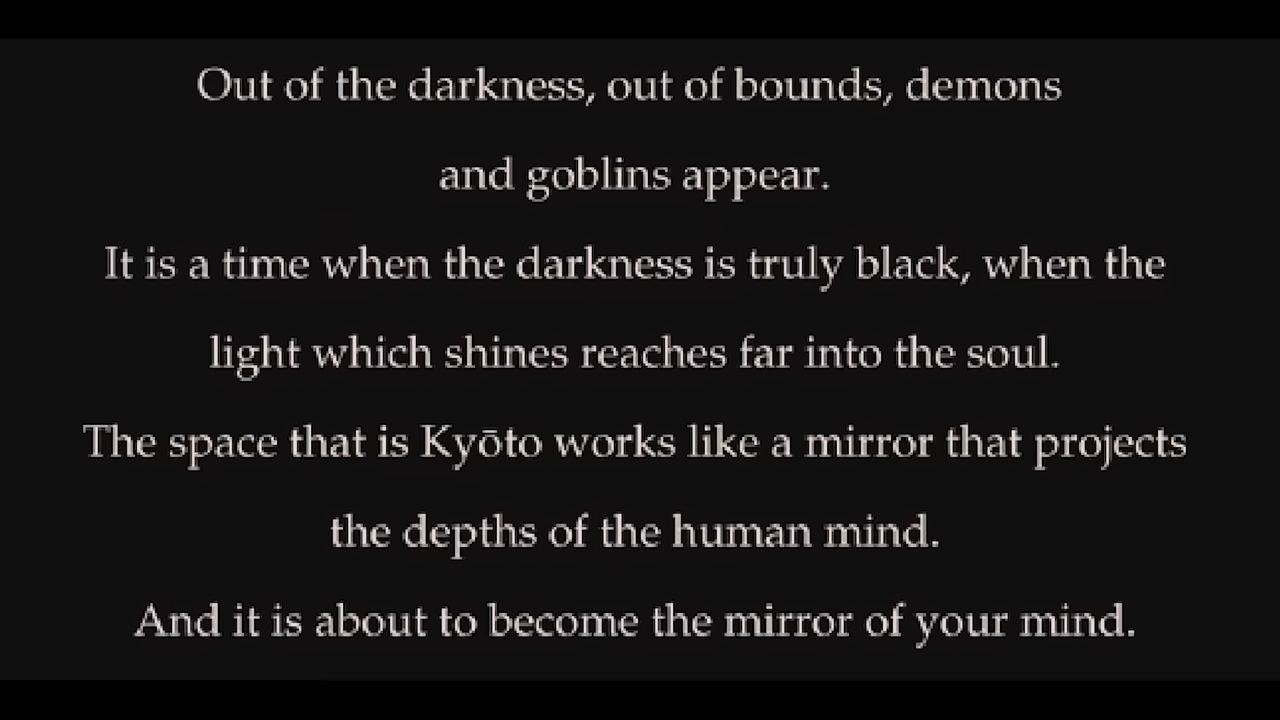 Out of the darkness, out of bounds, demons
and goblins appear.
It is a time when the darkness is truly black, when the
light which shines reaches far into the soul.
The space that is Kyōto works like a mirror that projects
the depths of the human mind.
And it is about to become the mirror of your mind.